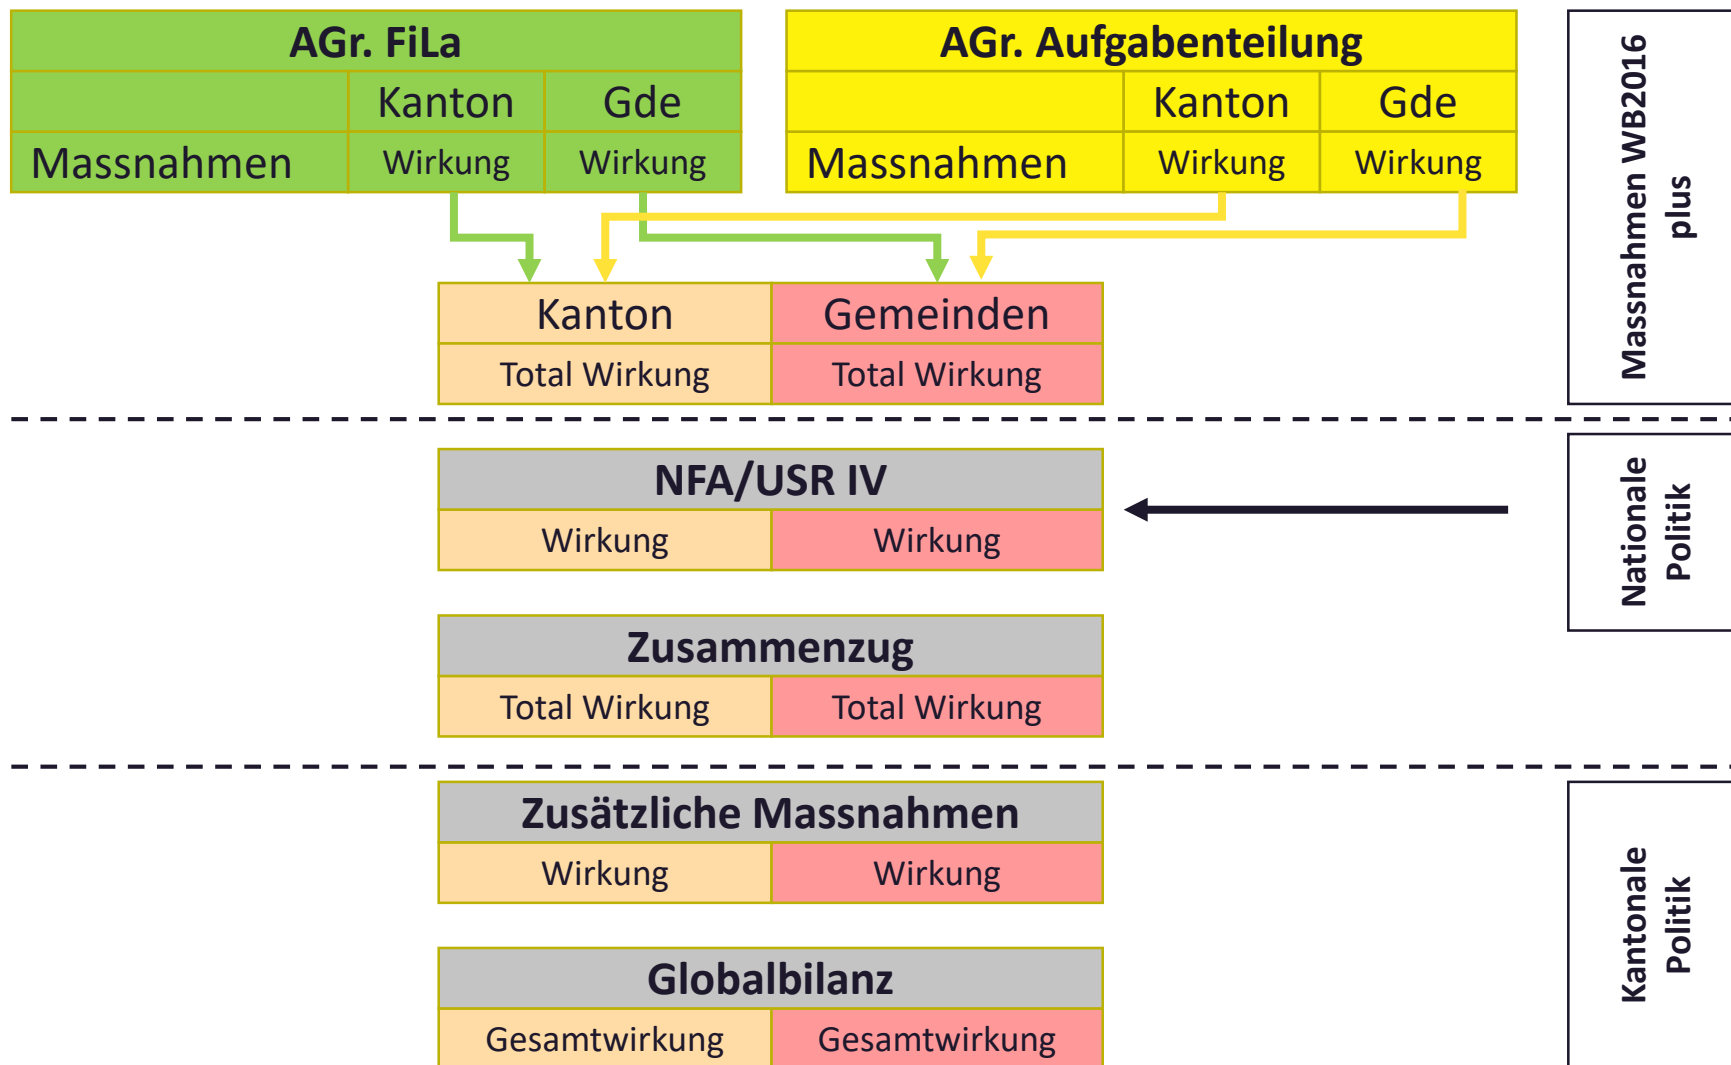 AGr. FiLa
Kanton Gde
Massnahmen Wirkung Wirkung
AGr. Aufgabenteilung
Kanton Gde
Massnahmen Wirkung Wirkung
Massnahmen WB2016
plus
Kanton Gemeinden
Total Wirkung Total Wirkung
NFA/USR IV
Wirkung Wirkung
Nationale
Politik
Zusammenzug
Total Wirkung Total Wirkung
Zusätzliche Massnahmen
Wirkung Wirkung
Kantonale
Politik
Globalbilanz
Gesamtwirkung Gesamtwirkung